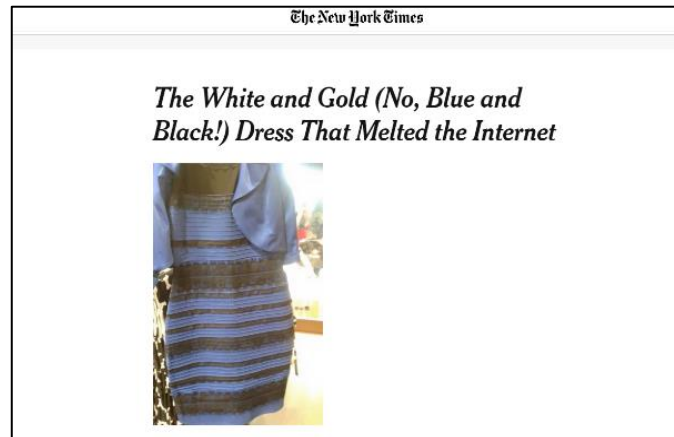 The New York Times
The White and Gold (No, Blue and
Black!) Dress That Melted the Internet